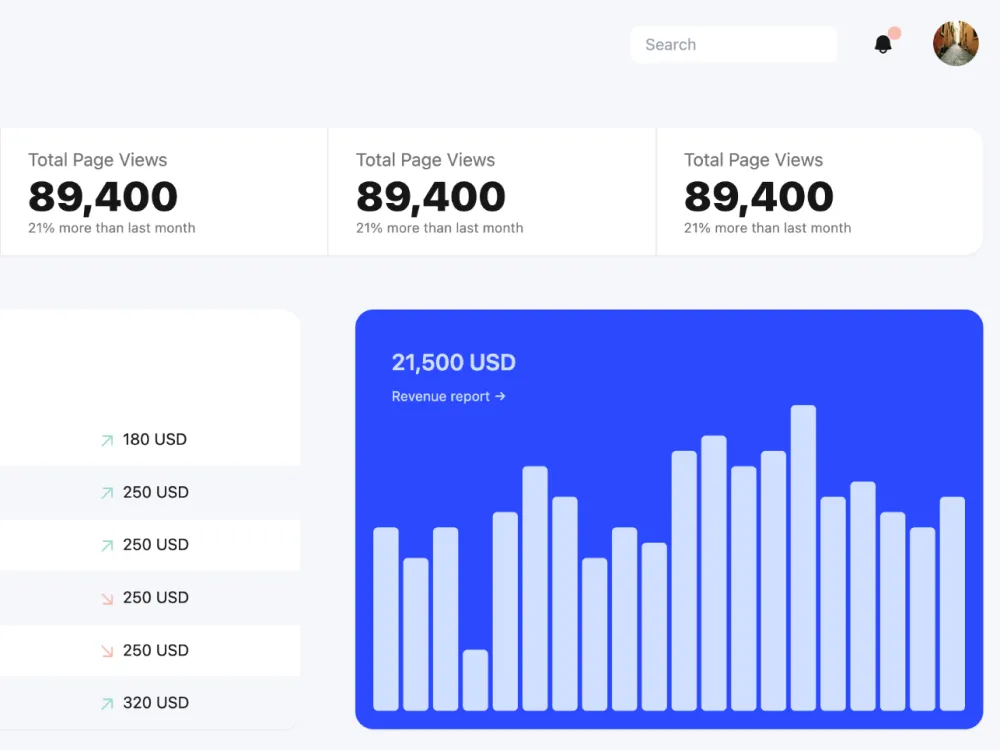 Search
Total Page Views
89,400
21% more than last month
Total Page Views
89,400
21% more than last month
Total Page Views
89,400
21% more than last month
180 USD
250 USD
250 USD
250 USD
250 USD
320 USD
21,500 USD
Revenue report →